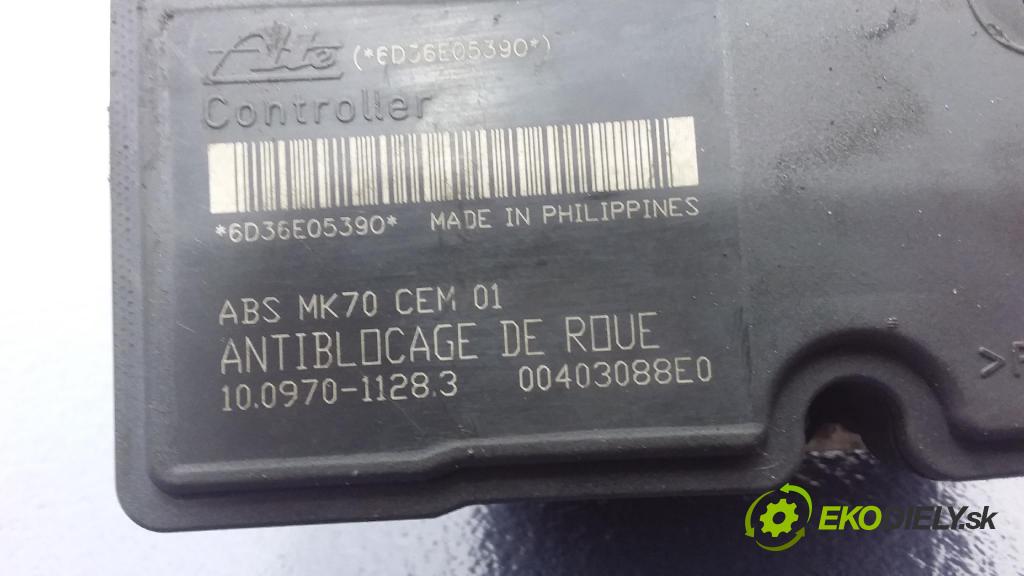 Ate (*6D36E05390*)
Controller
*6D36E05390* MADE IN PHILIPPINES
ABS MK70 CEM 01
ANTIBLOCAGE DE ROUE
10.0970-1128.3 00403088E0
EKODIELY.sk